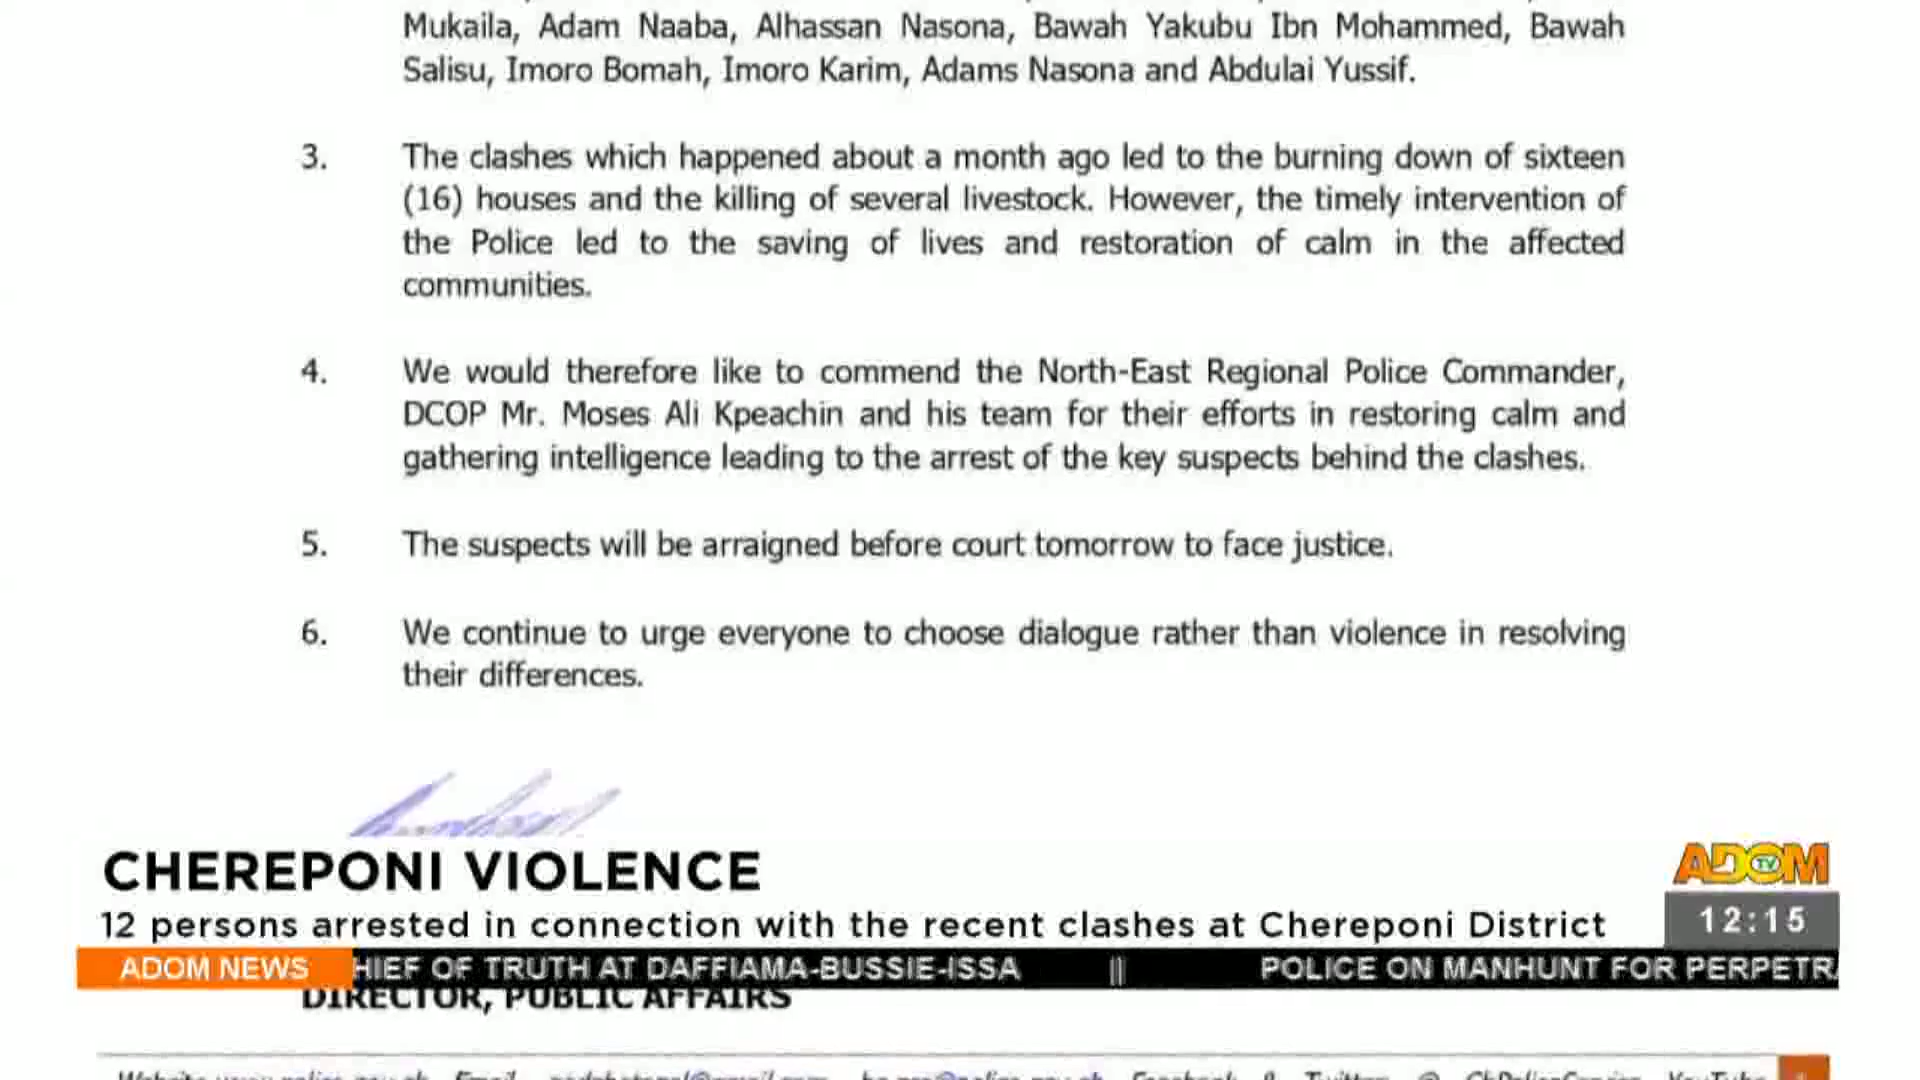 Mukaila, Adam Naaba, Alhassan Nasona, Bawah Yakubu Ibn Mohammed, Bawah
Salisu, Imoro Bomah, Imoro Karim, Adams Nasona and Abdulai Yussif.
3. The clashes which happened about a month ago led to the burning down of sixteen
(16) houses and the killing of several livestock. However, the timely intervention of
the Police led to the saving of lives and restoration of calm in the affected
communities.
4. We would therefore like to commend the North-East Regional Police Commander,
DCOP Mr. Moses Ali Kpeachin and his team for their efforts in restoring calm and
gathering intelligence leading to the arrest of the key suspects behind the clashes.
5. The suspects will be arraigned before court tomorrow to face justice.
6. We continue to urge everyone to choose dialogue rather than violence in resolving
their differences.
CHEREPONI VIOLENCE
ADOM TV
12 persons arrested in connection with the recent clashes at Chereponi District
12:15
ADOM NEWS HIEF OF TRUTH AT DAFFIAMA-BUSSIE-ISSA || POLICE ON MANHUNT FOR PERPETRA
DIRECTOR, PUBLIC AFFAIRS